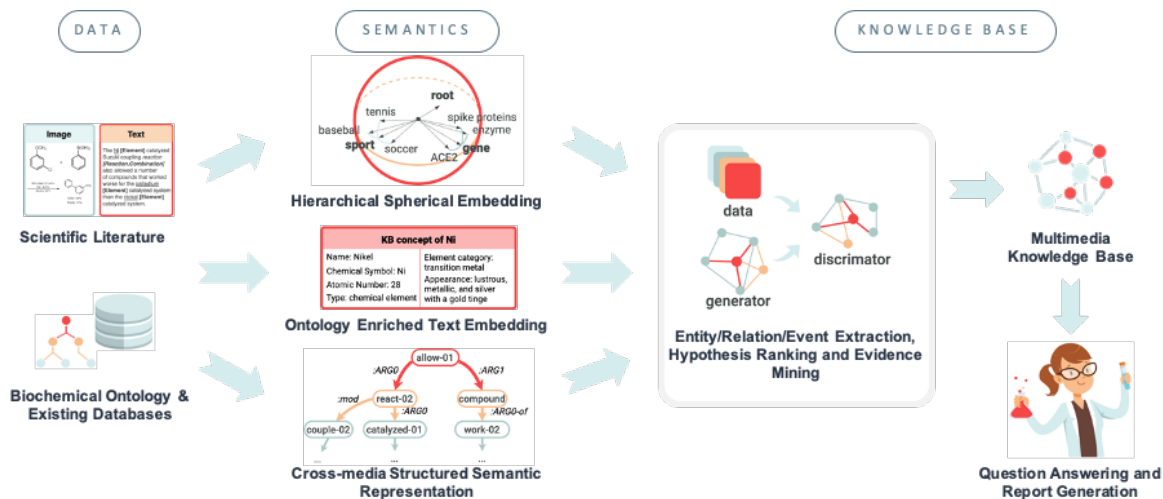 DATA
SEMANTICS
KNOWLEDGE BASE
Image
Text
The Ni [Element] catalyzed
Suzuki coupling reaction
[Reaction.Combination]
also allowed a number
of compounds that worked
works for the palladium
[Element] catalyzed system
than the nickel [Element]
catalyzed system.
Scientific Literature
Biochemical Ontology &
Existing Databases
root
tennis
spike proteins
baseball
enzyme
sport
soccer
gene
ACE2
Hierarchical Spherical Embedding
KB concept of Ni
Name: Nikel
Chemical Symbol: Ni
Atomic Number: 28
Type: chemical element
Element category:
transition metal
Appearance: lustrous,
metallic, and silver
with a gold tinge
Ontology Enriched Text Embedding
allow-01
:ARG0
:ARG1
react-02
compound
:mod
:ARG0
:ARG0-of
couple-02
catalyzed-01
work-02
...
...
...
Cross-media Structured Semantic
Representation
data
generator
discrimator
Entity/Relation/Event Extraction,
Hypothesis Ranking and Evidence
Mining
Multimedia
Knowledge Base
Question Answering and
Report Generation